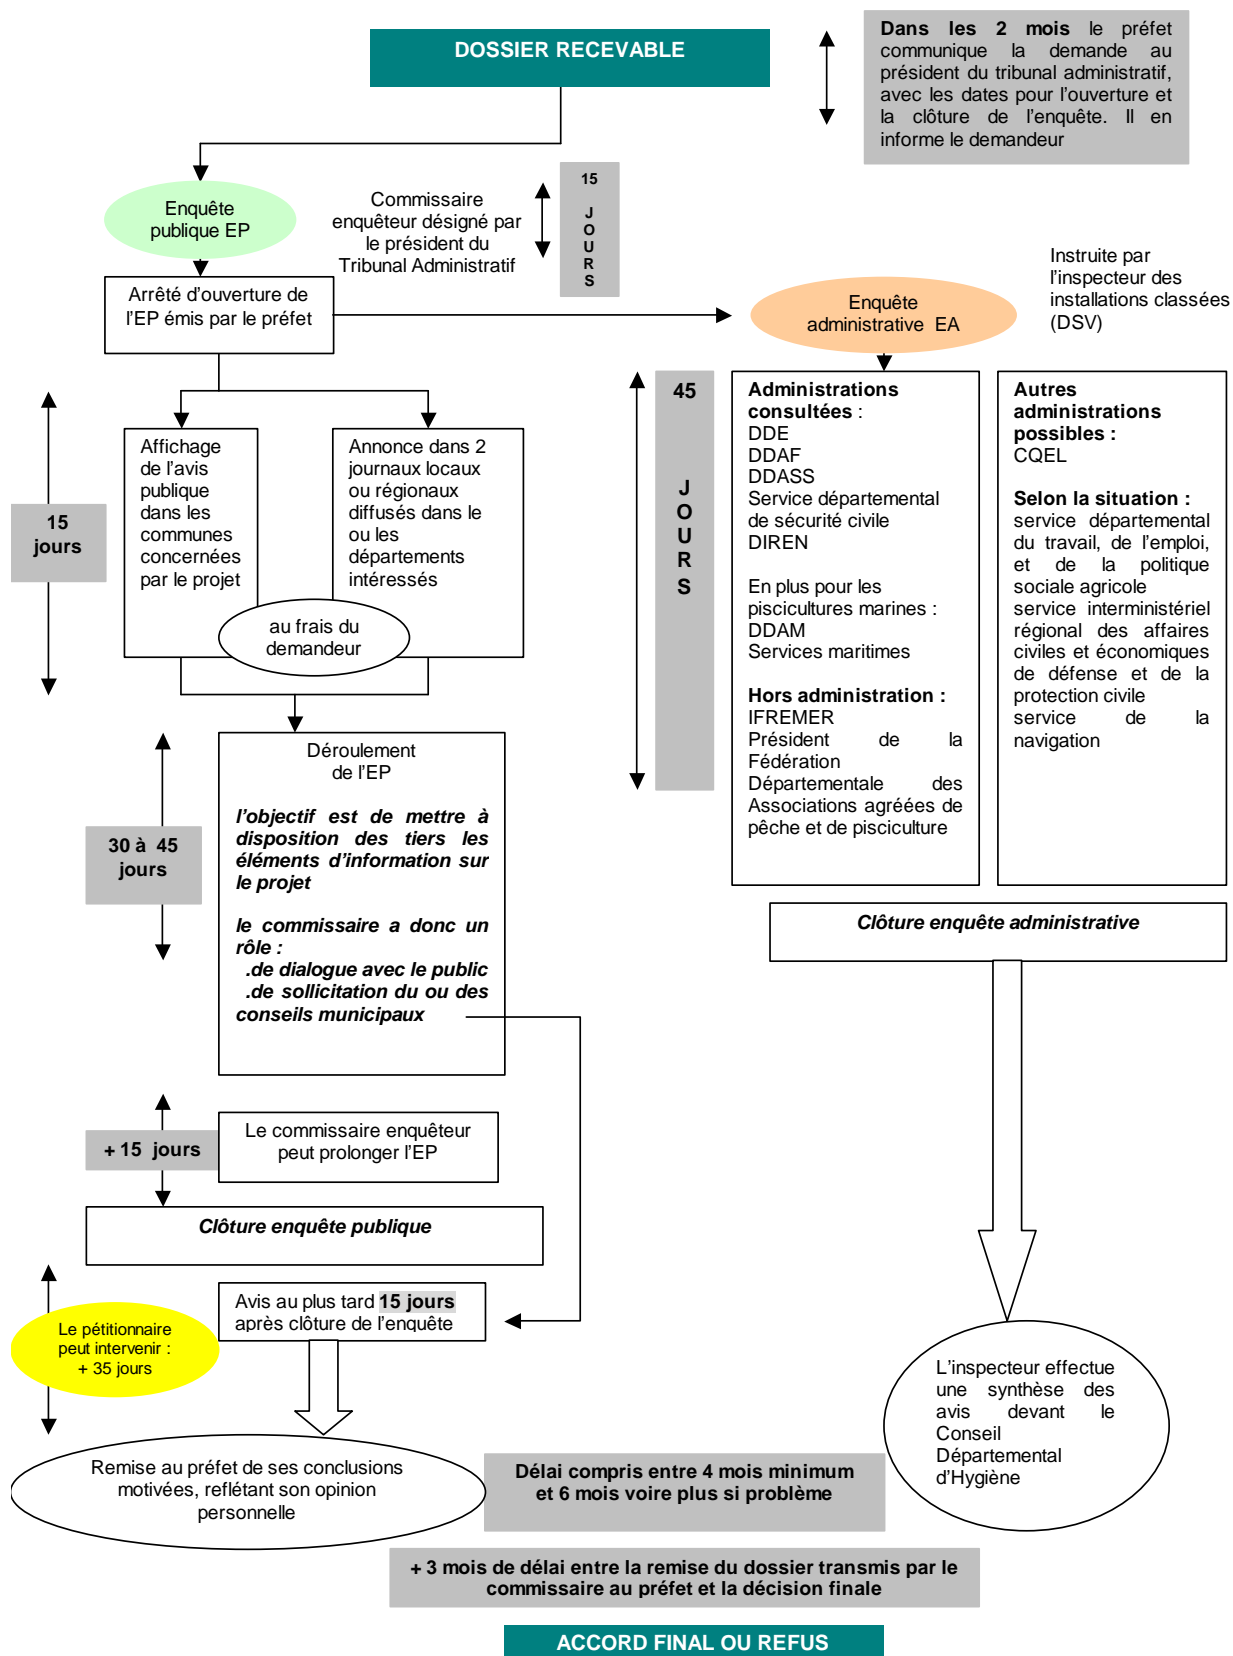 DOSSIER RECEVABLE
Dans les 2 mois le préfet
communique la demande au
président du tribunal administratif,
avec les dates pour l'ouverture et
la clôture de l'enquête. Il en
informe le demandeur
Enquête
publique EP
Commissaire
enquêteur désigné par
le président du
Tribunal Administratif
15
J
O
U
R
S
Arrêté d'ouverture de
l'EP émis par le préfet
Enquête
administrative EA
Instruite par
l'inspecteur des
installations classées
(DSV)
15
jours
Affichage
de l'avis
publique
dans les
communes
concernées
par le projet
Annonce dans 2
journaux locaux
ou régionaux
diffusés dans le
ou les
départements
intéressés
au frais du
demandeur
45
J
O
U
R
S
Administrations
consultées :
DDE
DDAF
DDASS
Service départemental
de sécurité civile
DIREN
En plus pour les
piscicultures marines :
DDAM
Services maritimes
Hors administration :
IFREMER
Président de la
Fédération
Départementale des
Associations agréées de
pêche et de pisciculture
Autres
administrations
possibles :
CQEL
Selon la situation :
service départemental
du travail, de l'emploi,
et de la politique
sociale agricole
service interministériel
régional des affaires
civiles et économiques
de défense et de la
protection civile
service de la
navigation
30 à 45
jours
Déroulement
de l'EP
l'objectif est de mettre à
disposition des tiers les
éléments d'information sur
le projet
le commissaire a donc un
rôle :
.de dialogue avec le public
.de sollicitation du ou des
conseils municipaux
Clôture enquête administrative
+ 15 jours
Le commissaire enquêteur
peut prolonger l'EP
Clôture enquête publique
Avis au plus tard 15 jours
après clôture de l'enquête
Le pétitionnaire
peut intervenir :
+ 35 jours
L'inspecteur effectue
une synthèse des
avis devant le
Conseil
Départemental
d'Hygiène
Remise au préfet de ses conclusions
motivées, reflétant son opinion
personnelle
Délai compris entre 4 mois minimum
et 6 mois voire plus si problème
+ 3 mois de délai entre la remise du dossier transmis par le
commissaire au préfet et la décision finale
ACCORD FINAL OU REFUS